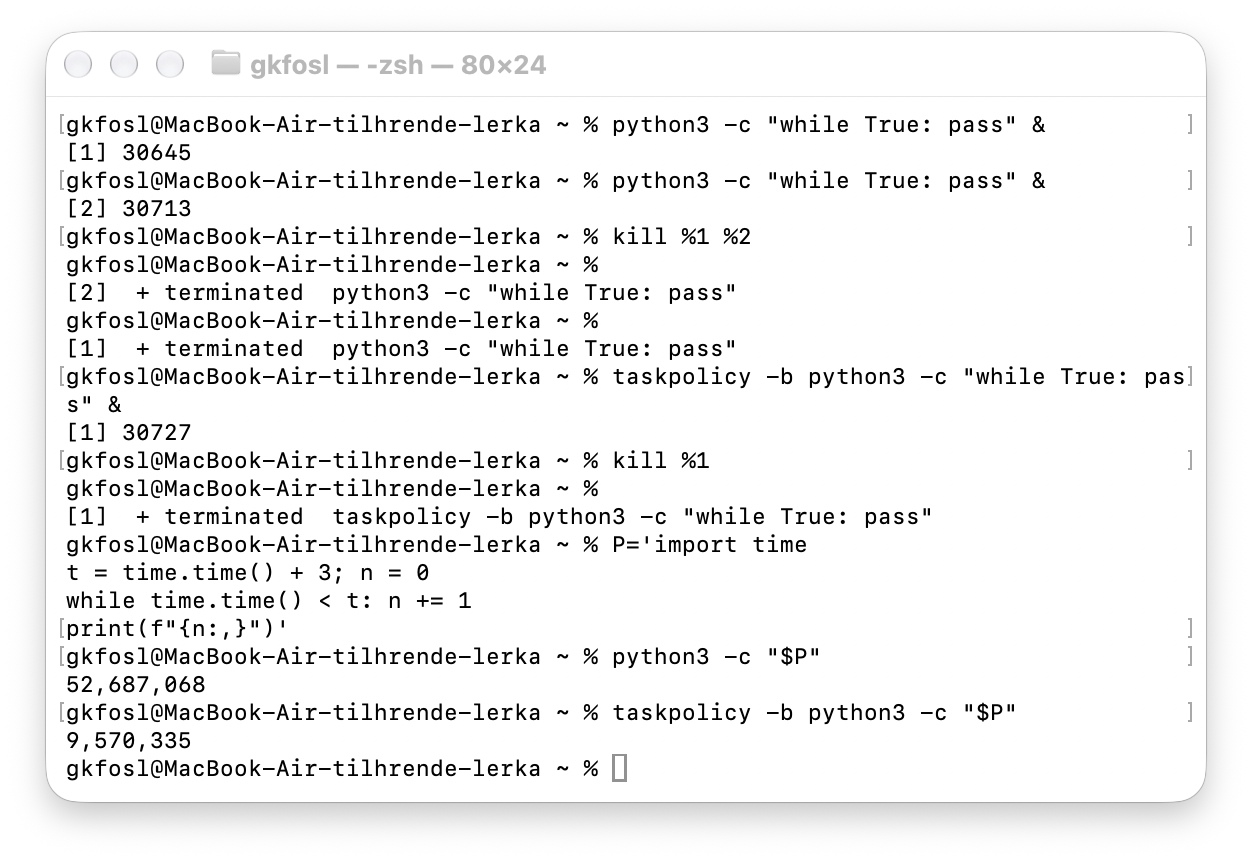 gkfosl — -zsh — 80×24
[gkfosl@MacBook-Air-tilhrende-lerka ~ % python3 -c "while True: pass" & ]
[1] 30645
[gkfosl@MacBook-Air-tilhrende-lerka ~ % python3 -c "while True: pass" & ]
[2] 30713
[gkfosl@MacBook-Air-tilhrende-lerka ~ % kill %1 %2 ]
gkfosl@MacBook-Air-tilhrende-lerka ~ %
[2]  + terminated  python3 -c "while True: pass"
gkfosl@MacBook-Air-tilhrende-lerka ~ %
[1]  + terminated  python3 -c "while True: pass"
[gkfosl@MacBook-Air-tilhrende-lerka ~ % taskpolicy -b python3 -c "while True: pas]
s" &
[1] 30727
[gkfosl@MacBook-Air-tilhrende-lerka ~ % kill %1 ]
gkfosl@MacBook-Air-tilhrende-lerka ~ %
[1]  + terminated  taskpolicy -b python3 -c "while True: pass"
gkfosl@MacBook-Air-tilhrende-lerka ~ % P='import time
t = time.time() + 3; n = 0
while time.time() < t: n += 1
[print(f"{n:,}")' ]
[gkfosl@MacBook-Air-tilhrende-lerka ~ % python3 -c "$P" ]
52,687,068
[gkfosl@MacBook-Air-tilhrende-lerka ~ % taskpolicy -b python3 -c "$P" ]
9,570,335
gkfosl@MacBook-Air-tilhrende-lerka ~ %